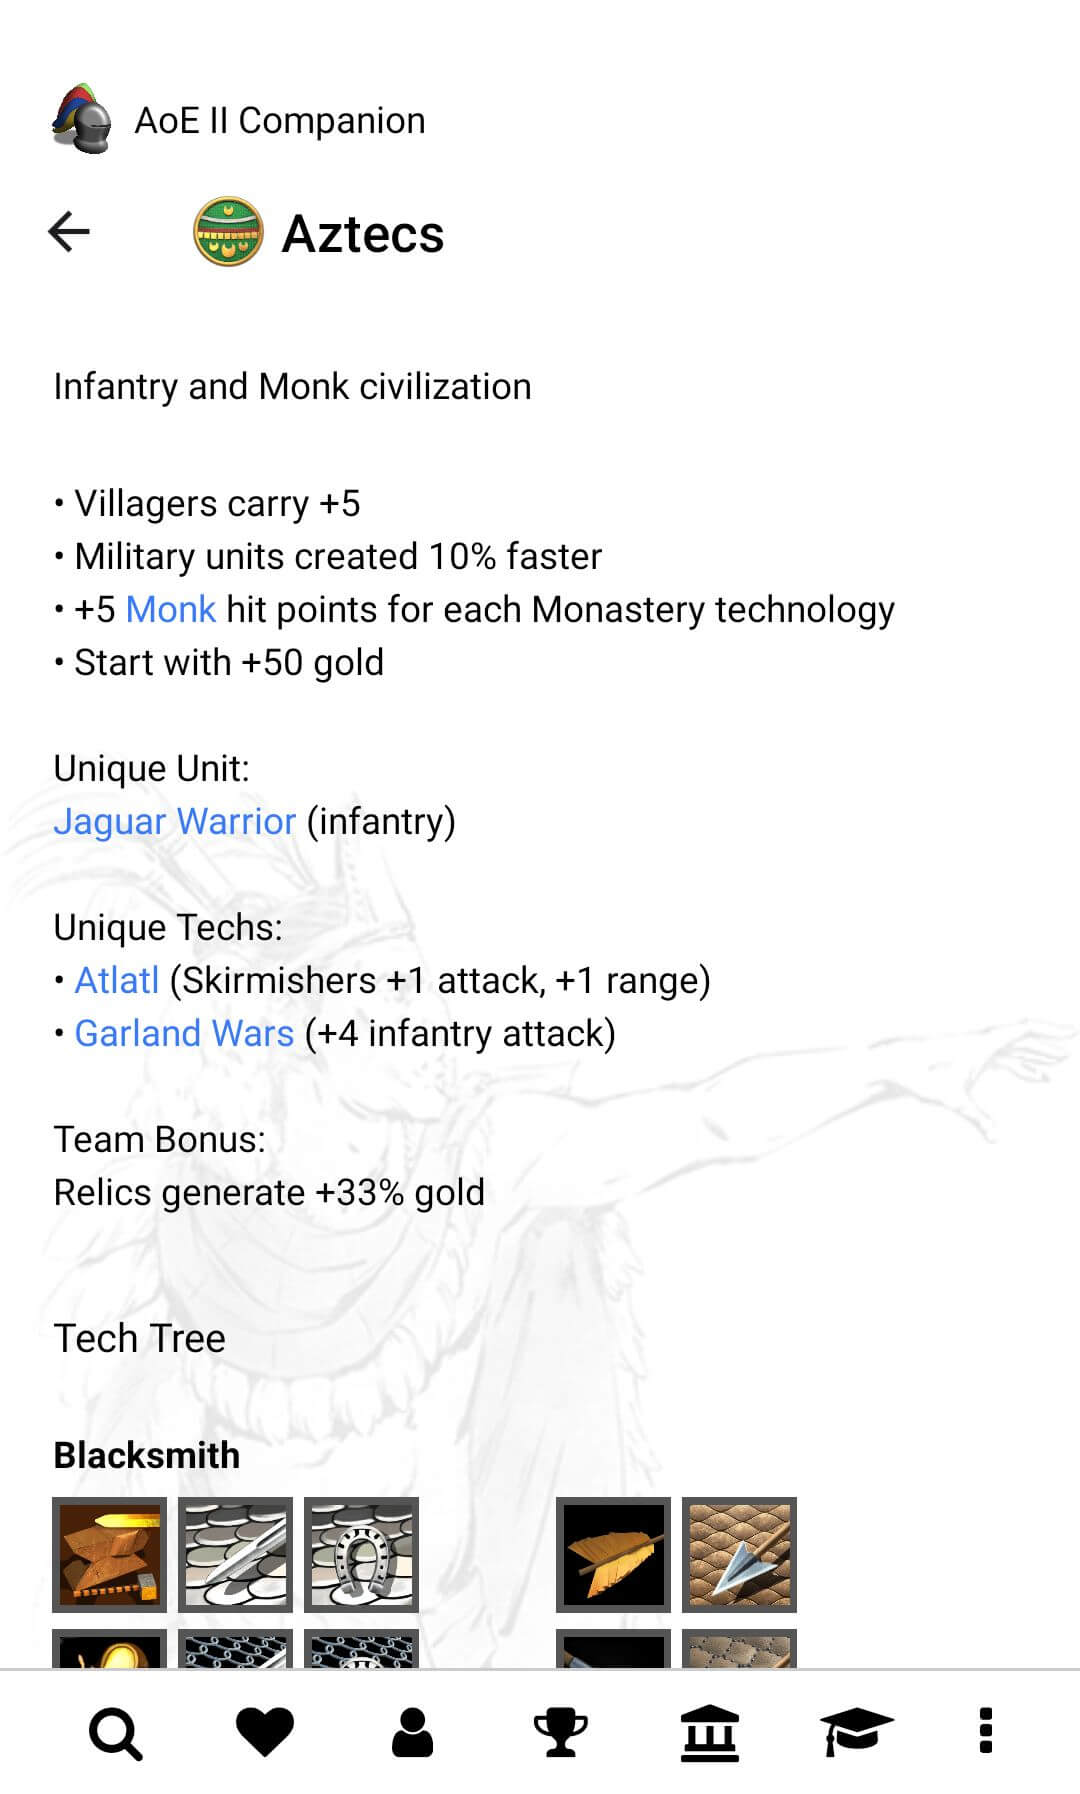 AoE II Companion
Aztecs
Infantry and Monk civilization
• Villagers carry +5
• Military units created 10% faster
• +5 Monk hit points for each Monastery technology
• Start with +50 gold
Unique Unit:
Jaguar Warrior (infantry)
Unique Techs:
• Atlatl (Skirmishers +1 attack, +1 range)
• Garland Wars (+4 infantry attack)
Team Bonus:
Relics generate +33% gold
Tech Tree
Blacksmith